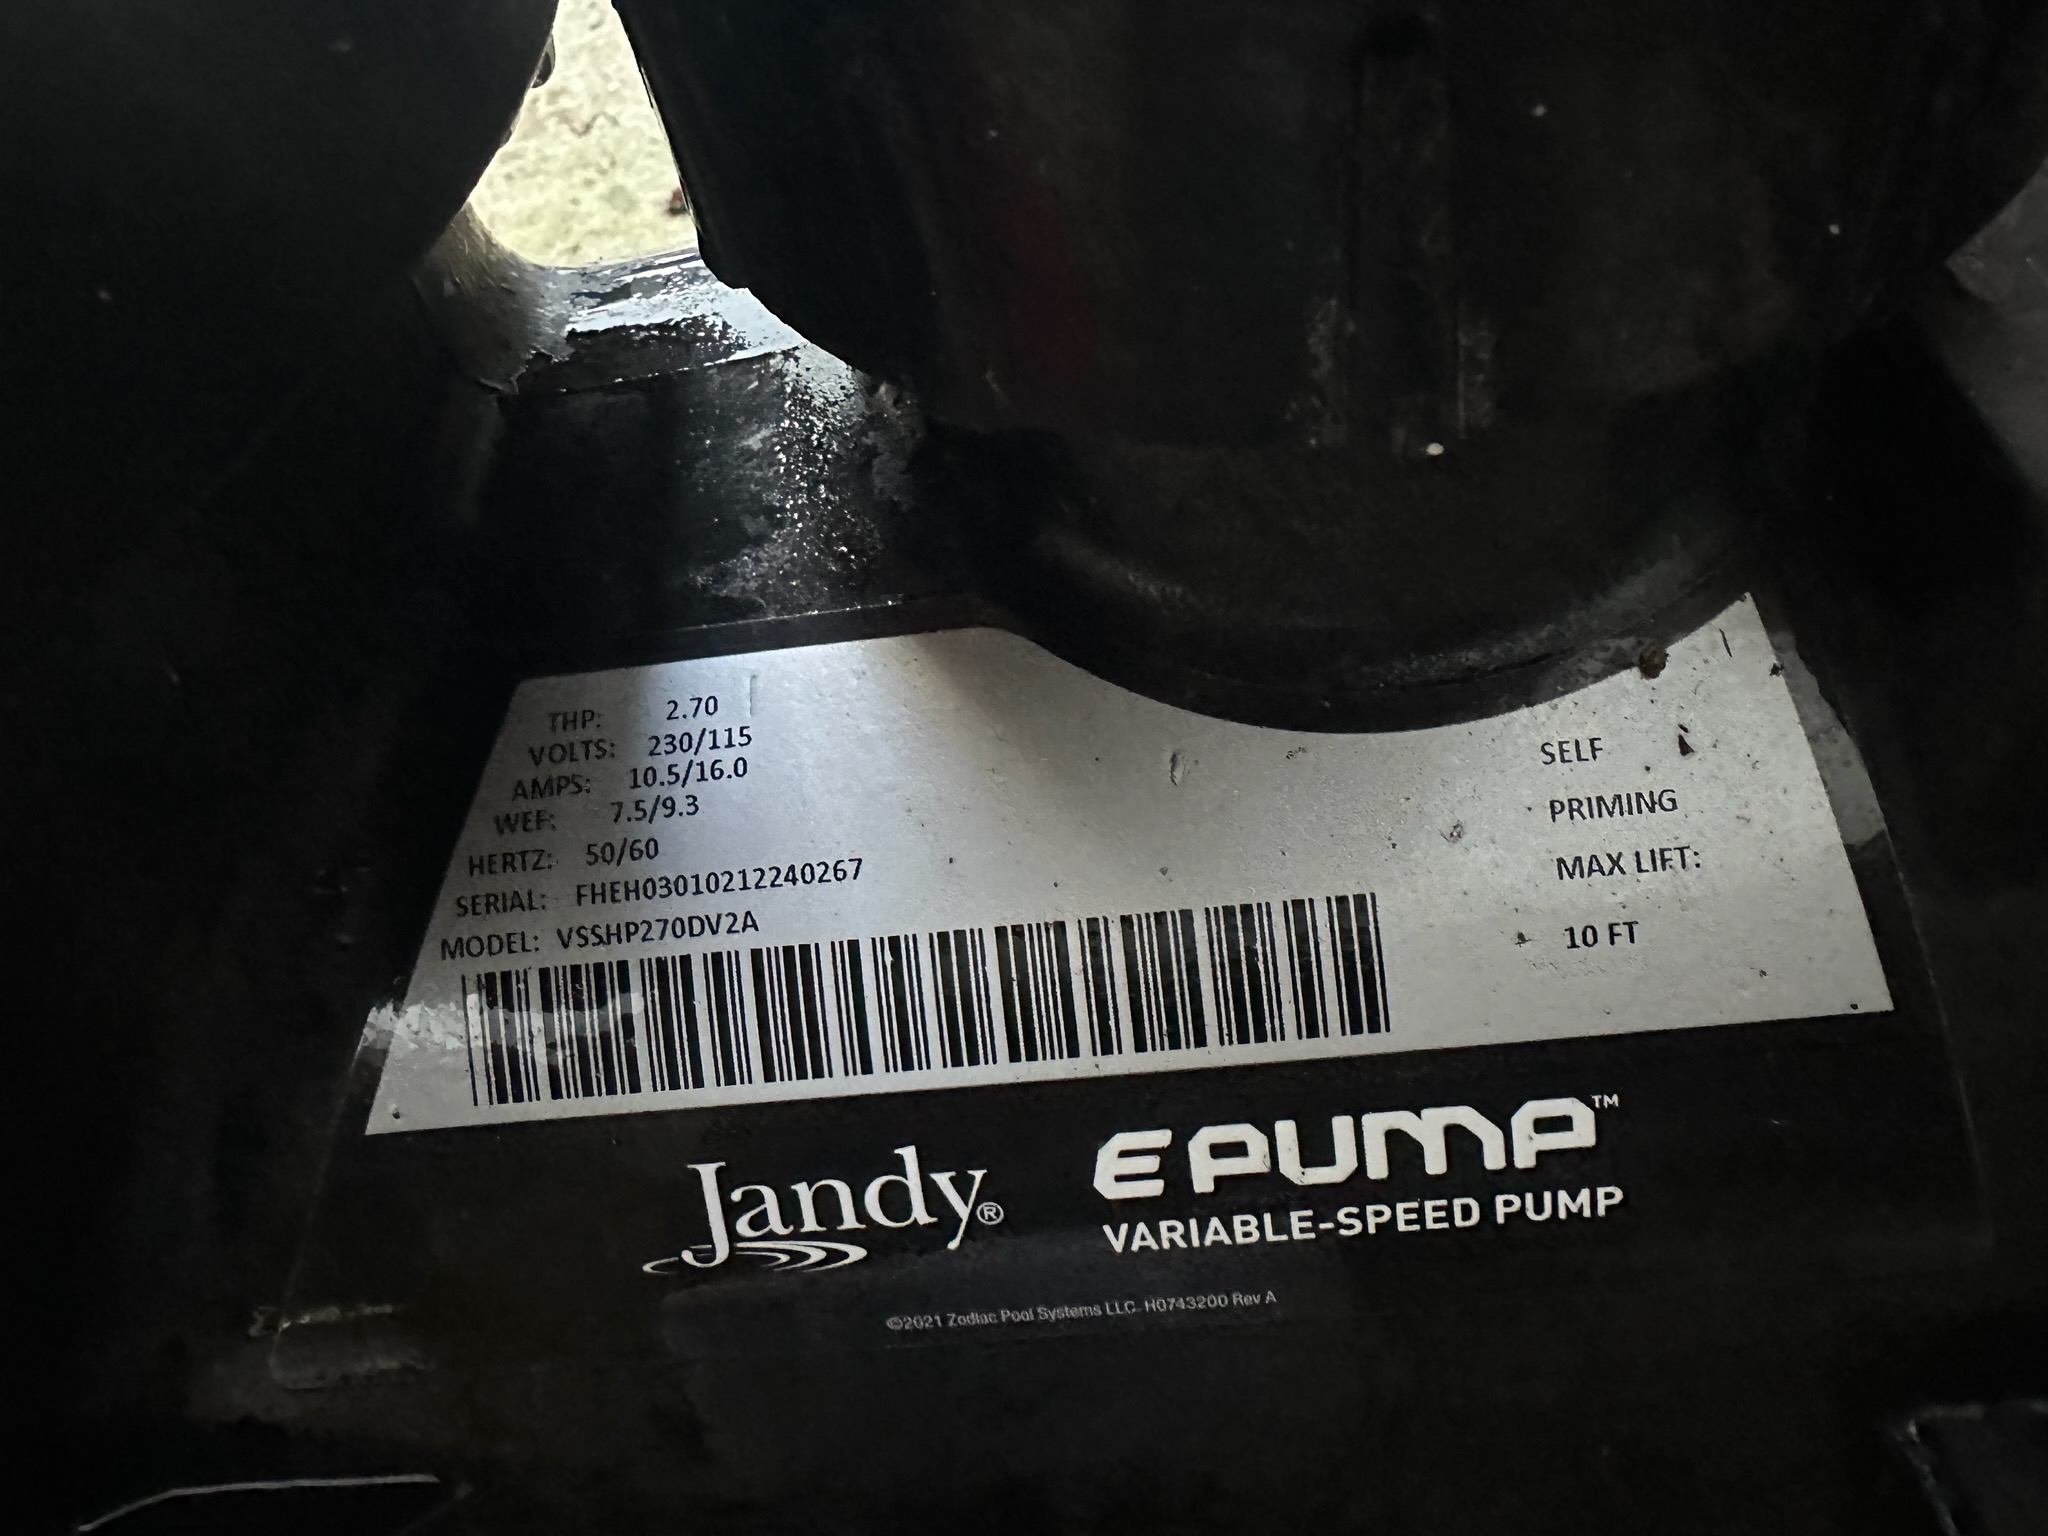 THP: 2.70
VOLTS: 230/115
AMPS: 10.5/16.0
WEF: 7.5/9.3
HERTZ: 50/60
SERIAL: FHEH03010212240267
MODEL: VSSHP270DV2A
SELF
PRIMING
MAX LIFT:
10 FT
Jandy®
EPUMP™
VARIABLE-SPEED PUMP
©2021 Zodiac Pool Systems LLC. H0743200 Rev A